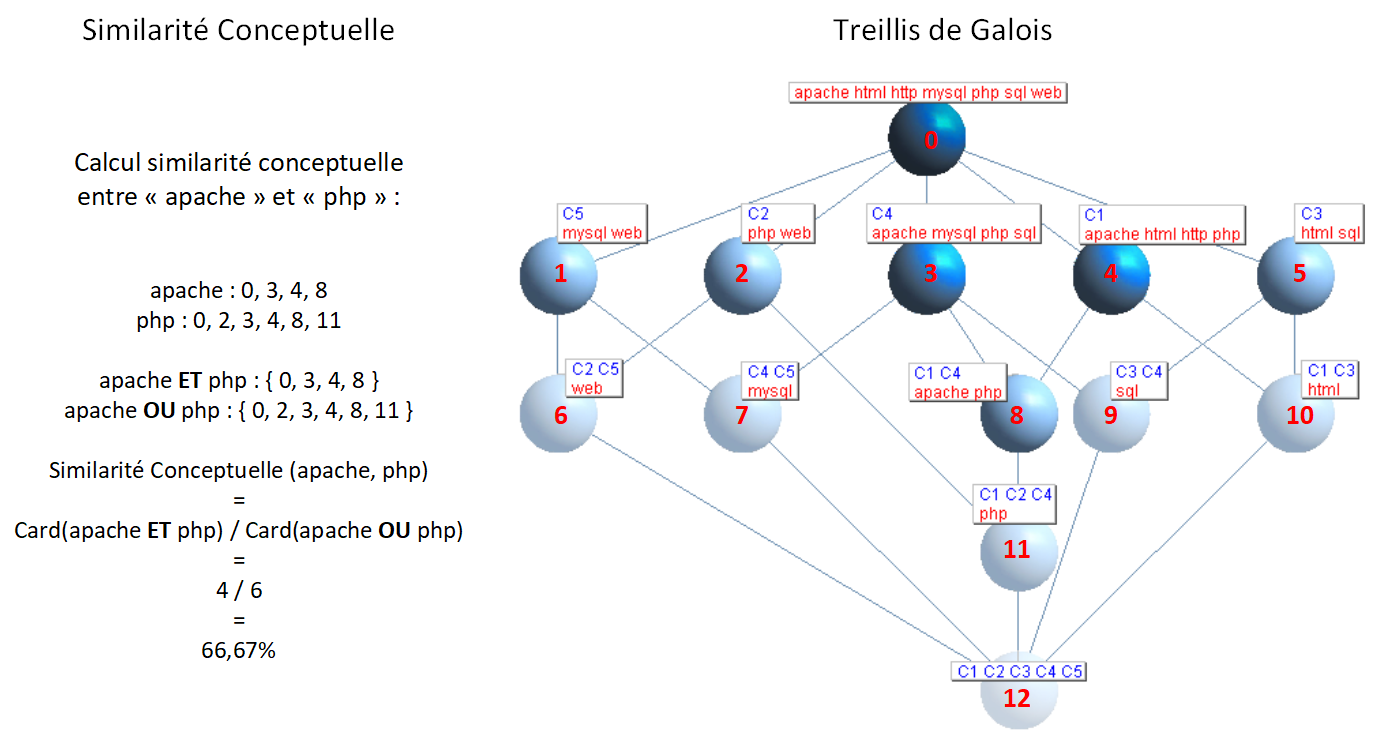 Similarité Conceptuelle
Calcul similarité conceptuelle
entre « apache » et « php » :
apache : 0, 3, 4, 8
php : 0, 2, 3, 4, 8, 11
apache ET php : { 0, 3, 4, 8 }
apache OU php : { 0, 2, 3, 4, 8, 11 }
Similarité Conceptuelle (apache, php)
=
Card(apache ET php) / Card(apache OU php)
=
4 / 6
=
66,67%
Treillis de Galois
apache html http mysql php sql web
0
C5
mysql web
1
C2
php web
2
C4
apache mysql php sql
3
C1
apache html http php
4
C3
html sql
5
C2 C5
web
6
C4 C5
mysql
7
C1 C4
apache php
8
C3 C4
sql
9
C1 C3
html
10
C1 C2 C4
php
11
C1 C2 C3 C4 C5
12